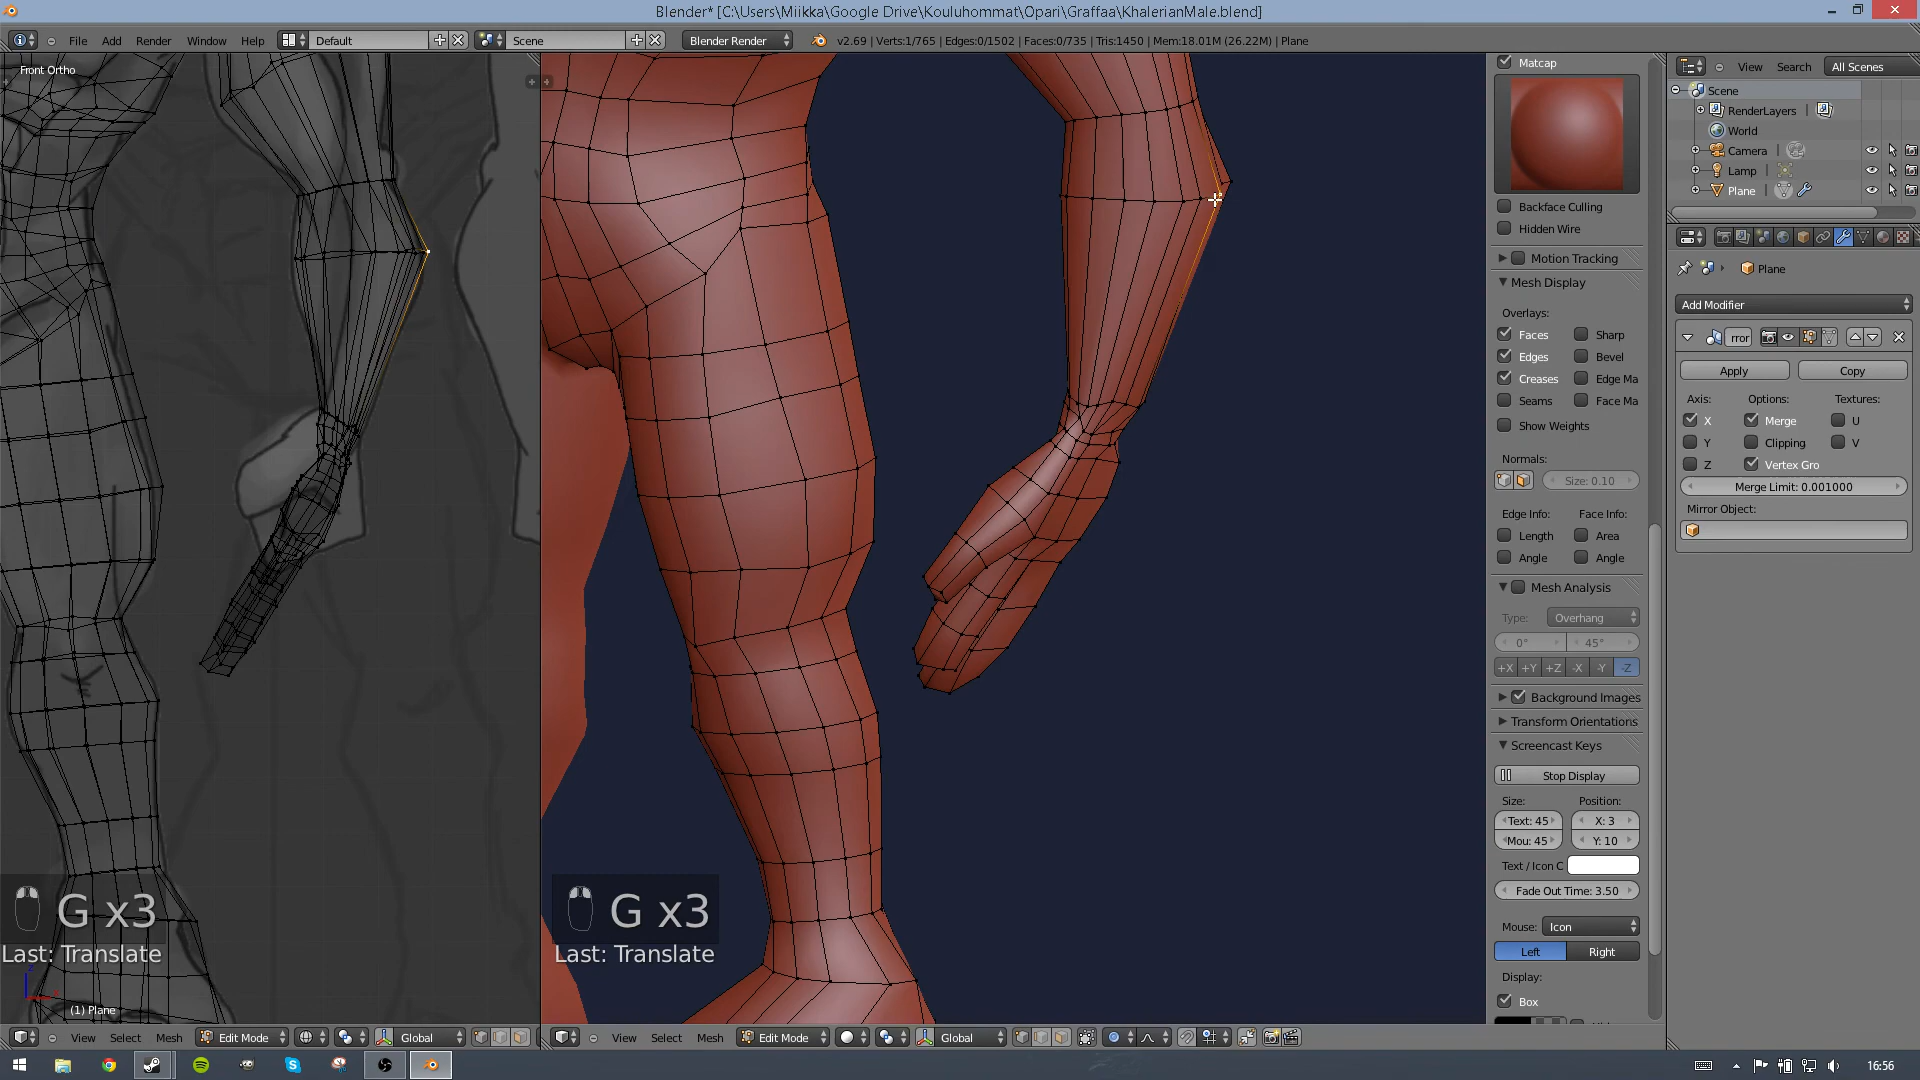 Blender* [C:\Users\Miikka\Google Drive\Kouluhommat\Opari\Graffaa\KhalerianMale.blend]
File Add Render Window Help Default Scene Blender Render v2.69 | Verts:1/765 | Edges:0/1502 | Faces:0/735 | Tris:1450 | Mem:18.01M (26.22M) | Plane
Front Ortho
G x3
Last: Translate
(1) Plane
G x3
Last: Translate
Matcap
Backface Culling
Hidden Wire
Motion Tracking
Mesh Display
Overlays:
Faces Sharp
Edges Bevel
Creases Edge Ma
Seams Face Ma
Show Weights
Normals:
Size: 0.10
Edge Info: Face Info:
Length Area
Angle Angle
Mesh Analysis
Type: Overhang
0° 45°
+X +Y +Z -X -Y -Z
Background Images
Transform Orientations
Screencast Keys
Stop Display
Size: Position:
Text: 45 X: 3
Mou: 45 Y: 10
Text / Icon C
Fade Out Time: 3.50
Mouse: Icon
Left Right
Display:
Box
View Search All Scenes
Scene
RenderLayers
World
Camera
Lamp
Plane
Plane
Add Modifier
rror
Apply Copy
Axis: Options: Textures:
X Merge U
Y Clipping V
Z Vertex Gro
Merge Limit: 0.001000
Mirror Object:
View Select Mesh Edit Mode Global
View Select Mesh Edit Mode Global
16:56